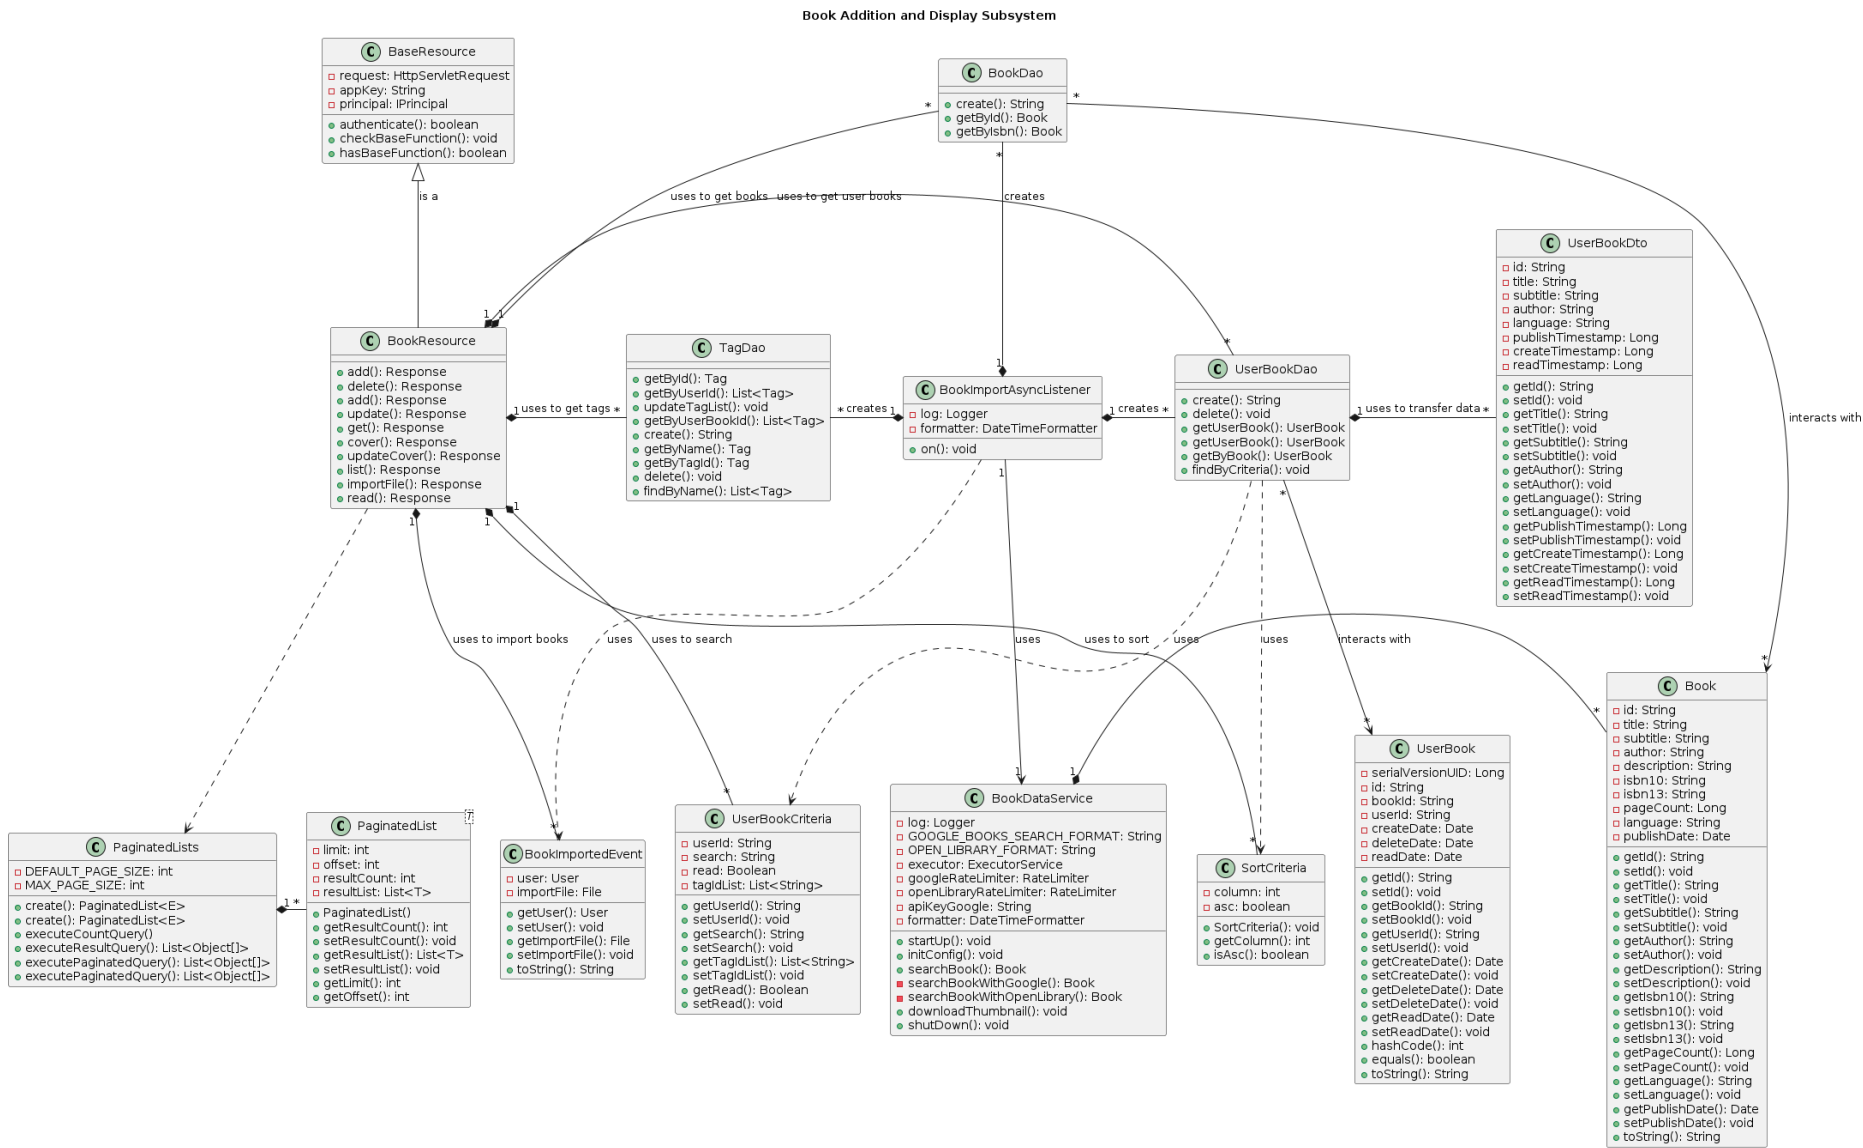 Book Addition and Display Subsystem
C BaseResource
request: HttpServletRequest
appKey: String
principal: IPrincipal
authenticate(): boolean
checkBaseFunction(): void
hasBaseFunction(): boolean
C BookDao
create(): String
getById(): Book
getByIsbn(): Book
*
*
*
is a
uses to get books
uses to get user books
creates
C UserBookDto
id: String
title: String
subtitle: String
author: String
language: String
publishTimestamp: Long
createTimestamp: Long
readTimestamp: Long
getId(): String
setId(): void
getTitle(): String
setTitle(): void
getSubtitle(): String
setSubtitle(): void
getAuthor(): String
setAuthor(): void
getLanguage(): String
setLanguage(): void
getPublishTimestamp(): Long
setPublishTimestamp(): void
getCreateTimestamp(): Long
setCreateTimestamp(): void
getReadTimestamp(): Long
setReadTimestamp(): void
1
1
C BookResource
add(): Response
delete(): Response
add(): Response
update(): Response
get(): Response
cover(): Response
updateCover(): Response
list(): Response
importFile(): Response
read(): Response
1 uses to get tags *
C TagDao
getById(): Tag
getByUserId(): List<Tag>
updateTagList(): void
getByUserBookId(): List<Tag>
create(): String
getByName(): Tag
getByTagId(): Tag
delete(): void
findByName(): List<Tag>
* creates 1
1
C BookImportAsyncListener
log: Logger
formatter: DateTimeFormatter
on(): void
1 creates *
*
C UserBookDao
create(): String
delete(): void
getUserBook(): UserBook
getUserBook(): UserBook
getByBook(): UserBook
findByCriteria(): void
1 uses to transfer data *
interacts with
1
1
1
1
*
uses to import books
uses
uses to search
uses
uses to sort
uses
uses
interacts with
*
*
*
*
1
1
*
*
C PaginatedLists
DEFAULT_PAGE_SIZE: int
MAX_PAGE_SIZE: int
create(): PaginatedList<E>
create(): PaginatedList<E>
executeCountQuery()
executeResultQuery(): List<Object[]>
executePaginatedQuery(): List<Object[]>
executePaginatedQuery(): List<Object[]>
1 *
C PaginatedList
T
limit: int
offset: int
resultCount: int
resultList: List<T>
PaginatedList()
getResultCount(): int
setResultCount(): void
getResultList(): List<T>
setResultList(): void
getLimit(): int
getOffset(): int
C BookImportedEvent
user: User
importFile: File
getUser(): User
setUser(): void
getImportFile(): File
setImportFile(): void
toString(): String
C UserBookCriteria
userId: String
search: String
read: Boolean
tagIdList: List<String>
getUserId(): String
setUserId(): void
getSearch(): String
setSearch(): void
getTagIdList(): List<String>
setTagIdList(): void
getRead(): Boolean
setRead(): void
C BookDataService
log: Logger
GOOGLE_BOOKS_SEARCH_FORMAT: String
OPEN_LIBRARY_FORMAT: String
executor: ExecutorService
googleRateLimiter: RateLimiter
openLibraryRateLimiter: RateLimiter
apiKeyGoogle: String
formatter: DateTimeFormatter
startUp(): void
initConfig(): void
searchBook(): Book
searchBookWithGoogle(): Book
searchBookWithOpenLibrary(): Book
downloadThumbnail(): void
shutDown(): void
C SortCriteria
column: int
asc: boolean
SortCriteria(): void
getColumn(): int
isAsc(): boolean
C UserBook
serialVersionUID: Long
id: String
bookId: String
userId: String
createDate: Date
deleteDate: Date
readDate: Date
getId(): String
setId(): void
getBookId(): String
setBookId(): void
getUserId(): String
setUserId(): void
getCreateDate(): Date
setCreateDate(): void
getDeleteDate(): Date
setDeleteDate(): void
getReadDate(): Date
setReadDate(): void
hashCode(): int
equals(): boolean
toString(): String
C Book
id: String
title: String
subtitle: String
author: String
description: String
isbn10: String
isbn13: String
pageCount: Long
language: String
publishDate: Date
getId(): String
setId(): void
getTitle(): String
setTitle(): void
getSubtitle(): String
setSubtitle(): void
getAuthor(): String
setAuthor(): void
getDescription(): String
setDescription(): void
getIsbn10(): String
setIsbn10(): void
getIsbn13(): String
setIsbn13(): void
getPageCount(): Long
setPageCount(): void
getLanguage(): String
setLanguage(): void
getPublishDate(): Date
setPublishDate(): void
toString(): String